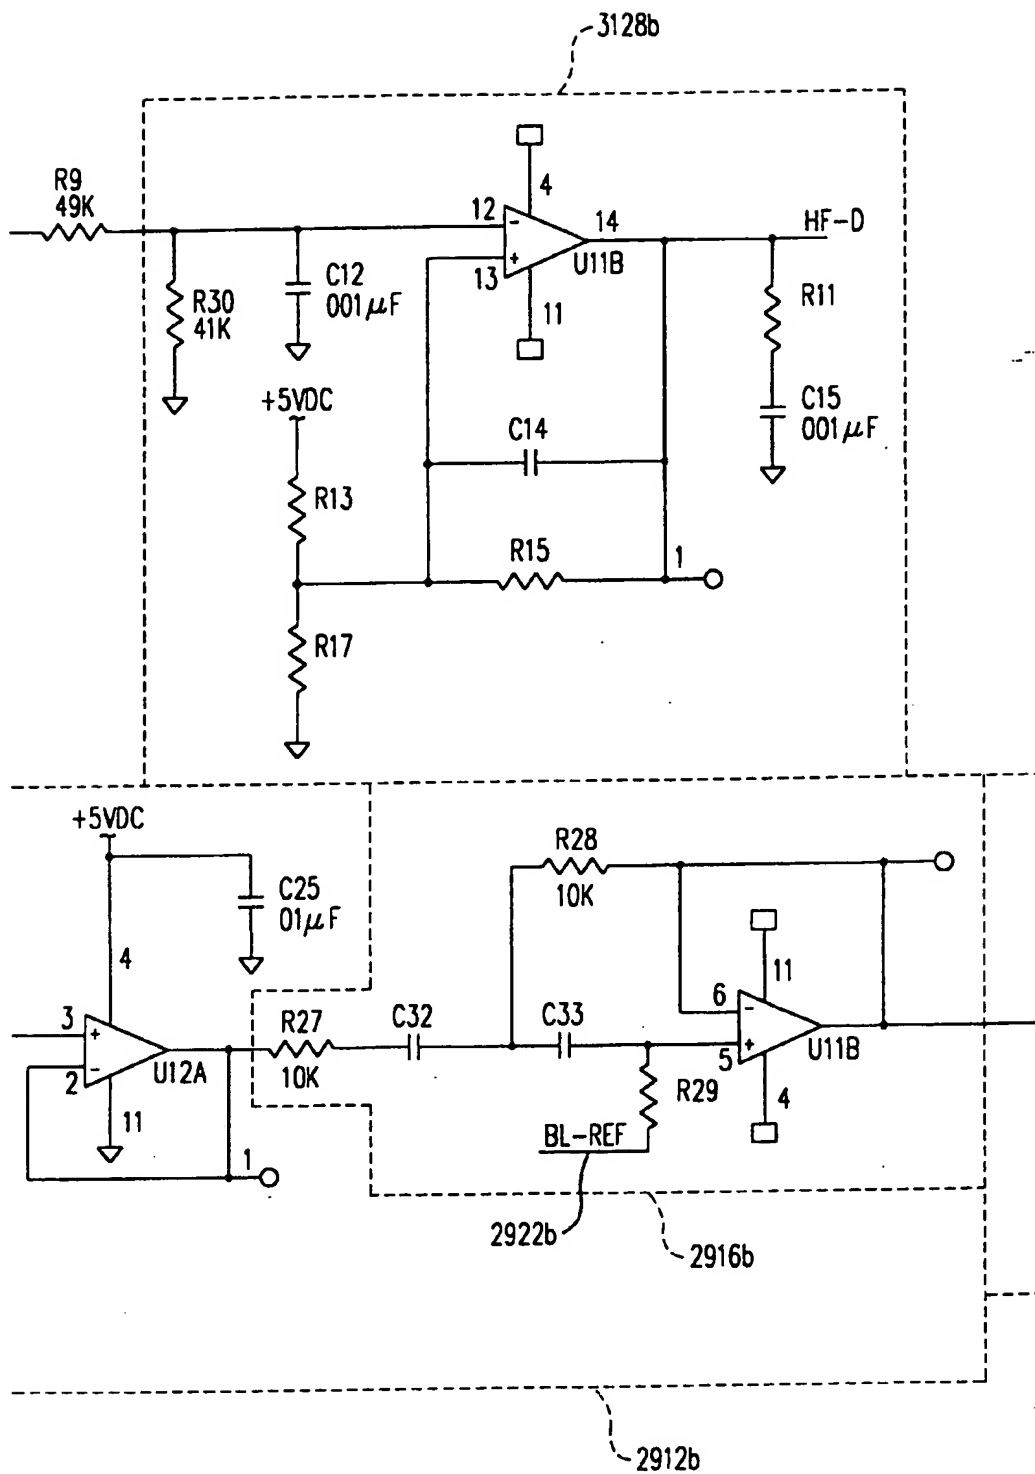 3128b
R9
49K
4
12
-
14
HF-D
+
13
U11B
C12
001μF
R30
41K
11
R11
+5VDC
C15
001μF
C14
R13
R15
1
R17
+5VDC
R28
10K
C25
01μF
4
11
3
+
2
-
U12A
R27
10K
C32
C33
6
-
5
+
U11B
R29
4
11
1
BL-REF
2922b
2916b
2912b